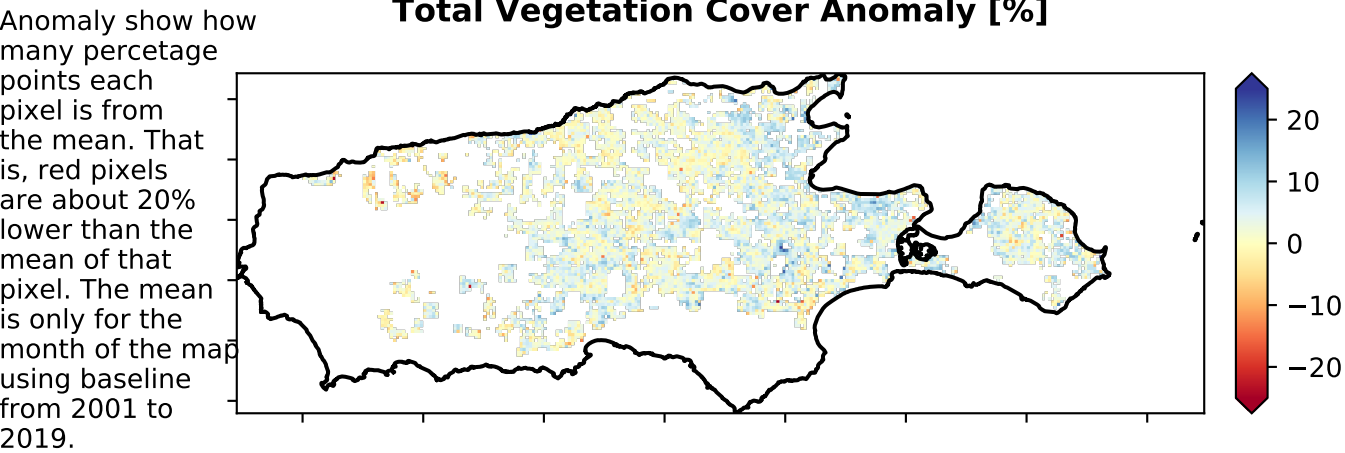 Total Vegetation Cover Anomaly [%]
Anomaly show how
many percetage
points each
pixel is from
the mean. That
is, red pixels
are about 20%
lower than the
mean of that
pixel. The mean
is only for the
month of the map
using baseline
from 2001 to
2019.
20
10
0
−10
−20